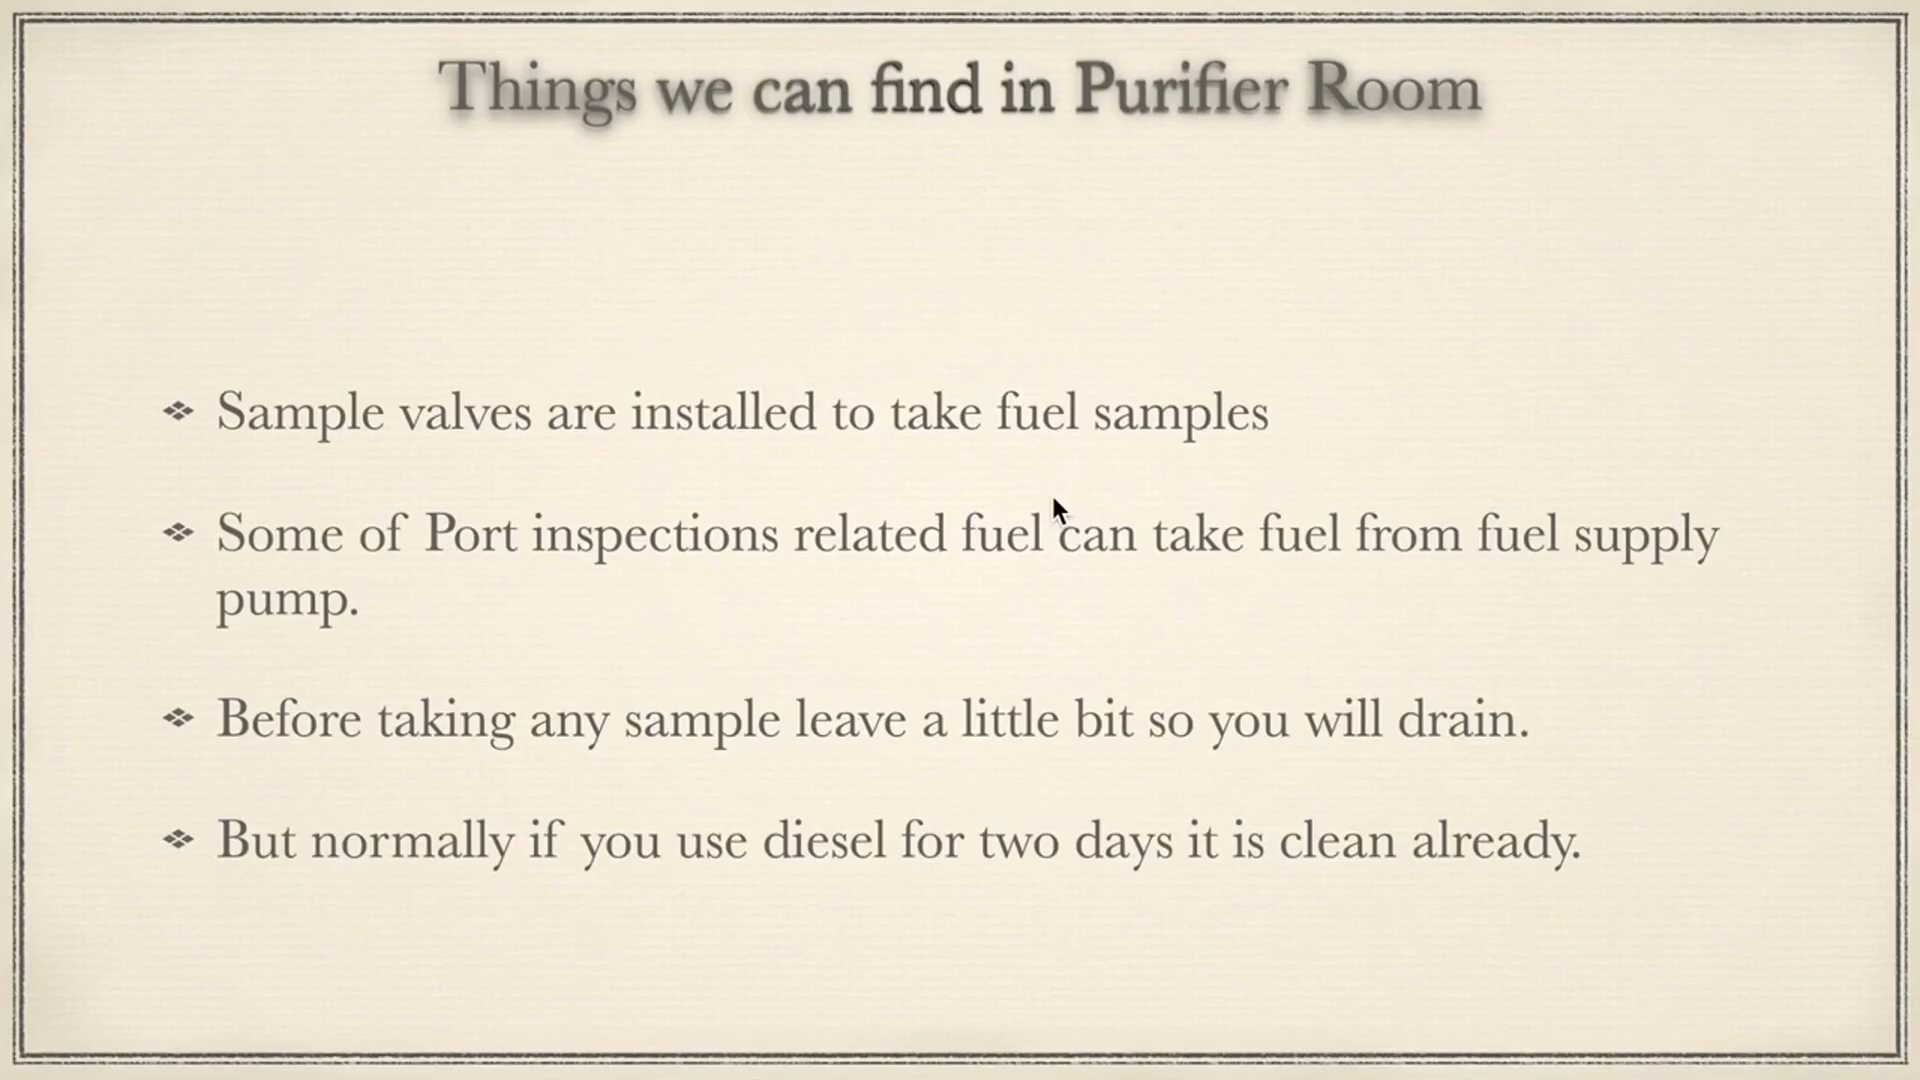 Things we can find in Purifier Room
Sample valves are installed to take fuel samples
Some of Port inspections related fuel can take fuel from fuel supply
pump.
Before taking any sample leave a little bit so you will drain.
But normally if you use diesel for two days it is clean already.